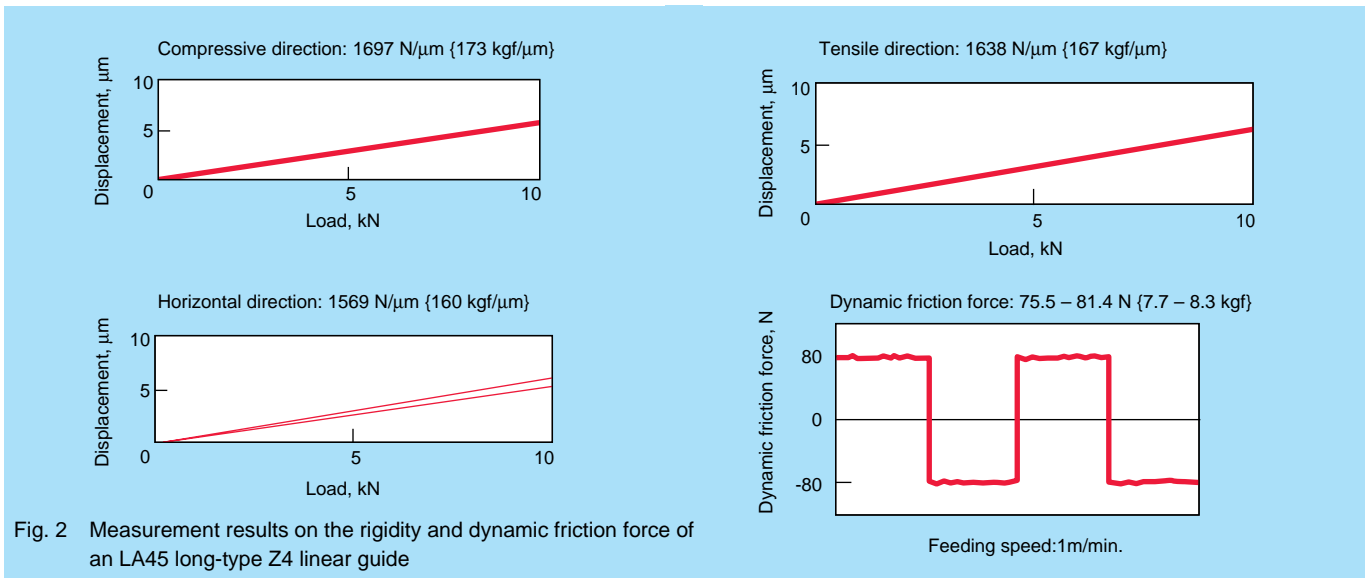 Compressive direction: 1697 N/μm {173 kgf/μm}
Displacement, μm
10
5
0
5
10
Load, kN
Tensile direction: 1638 N/μm {167 kgf/μm}
Displacement, μm
10
5
0
5
10
Load, kN
Horizontal direction: 1569 N/μm {160 kgf/μm}
Displacement, μm
10
5
0
5
10
Load, kN
Dynamic friction force: 75.5 – 81.4 N {7.7 – 8.3 kgf}
Dynamic friction force, N
80
0
-80
Feeding speed:1m/min.
Fig. 2 Measurement results on the rigidity and dynamic friction force of
an LA45 long-type Z4 linear guide